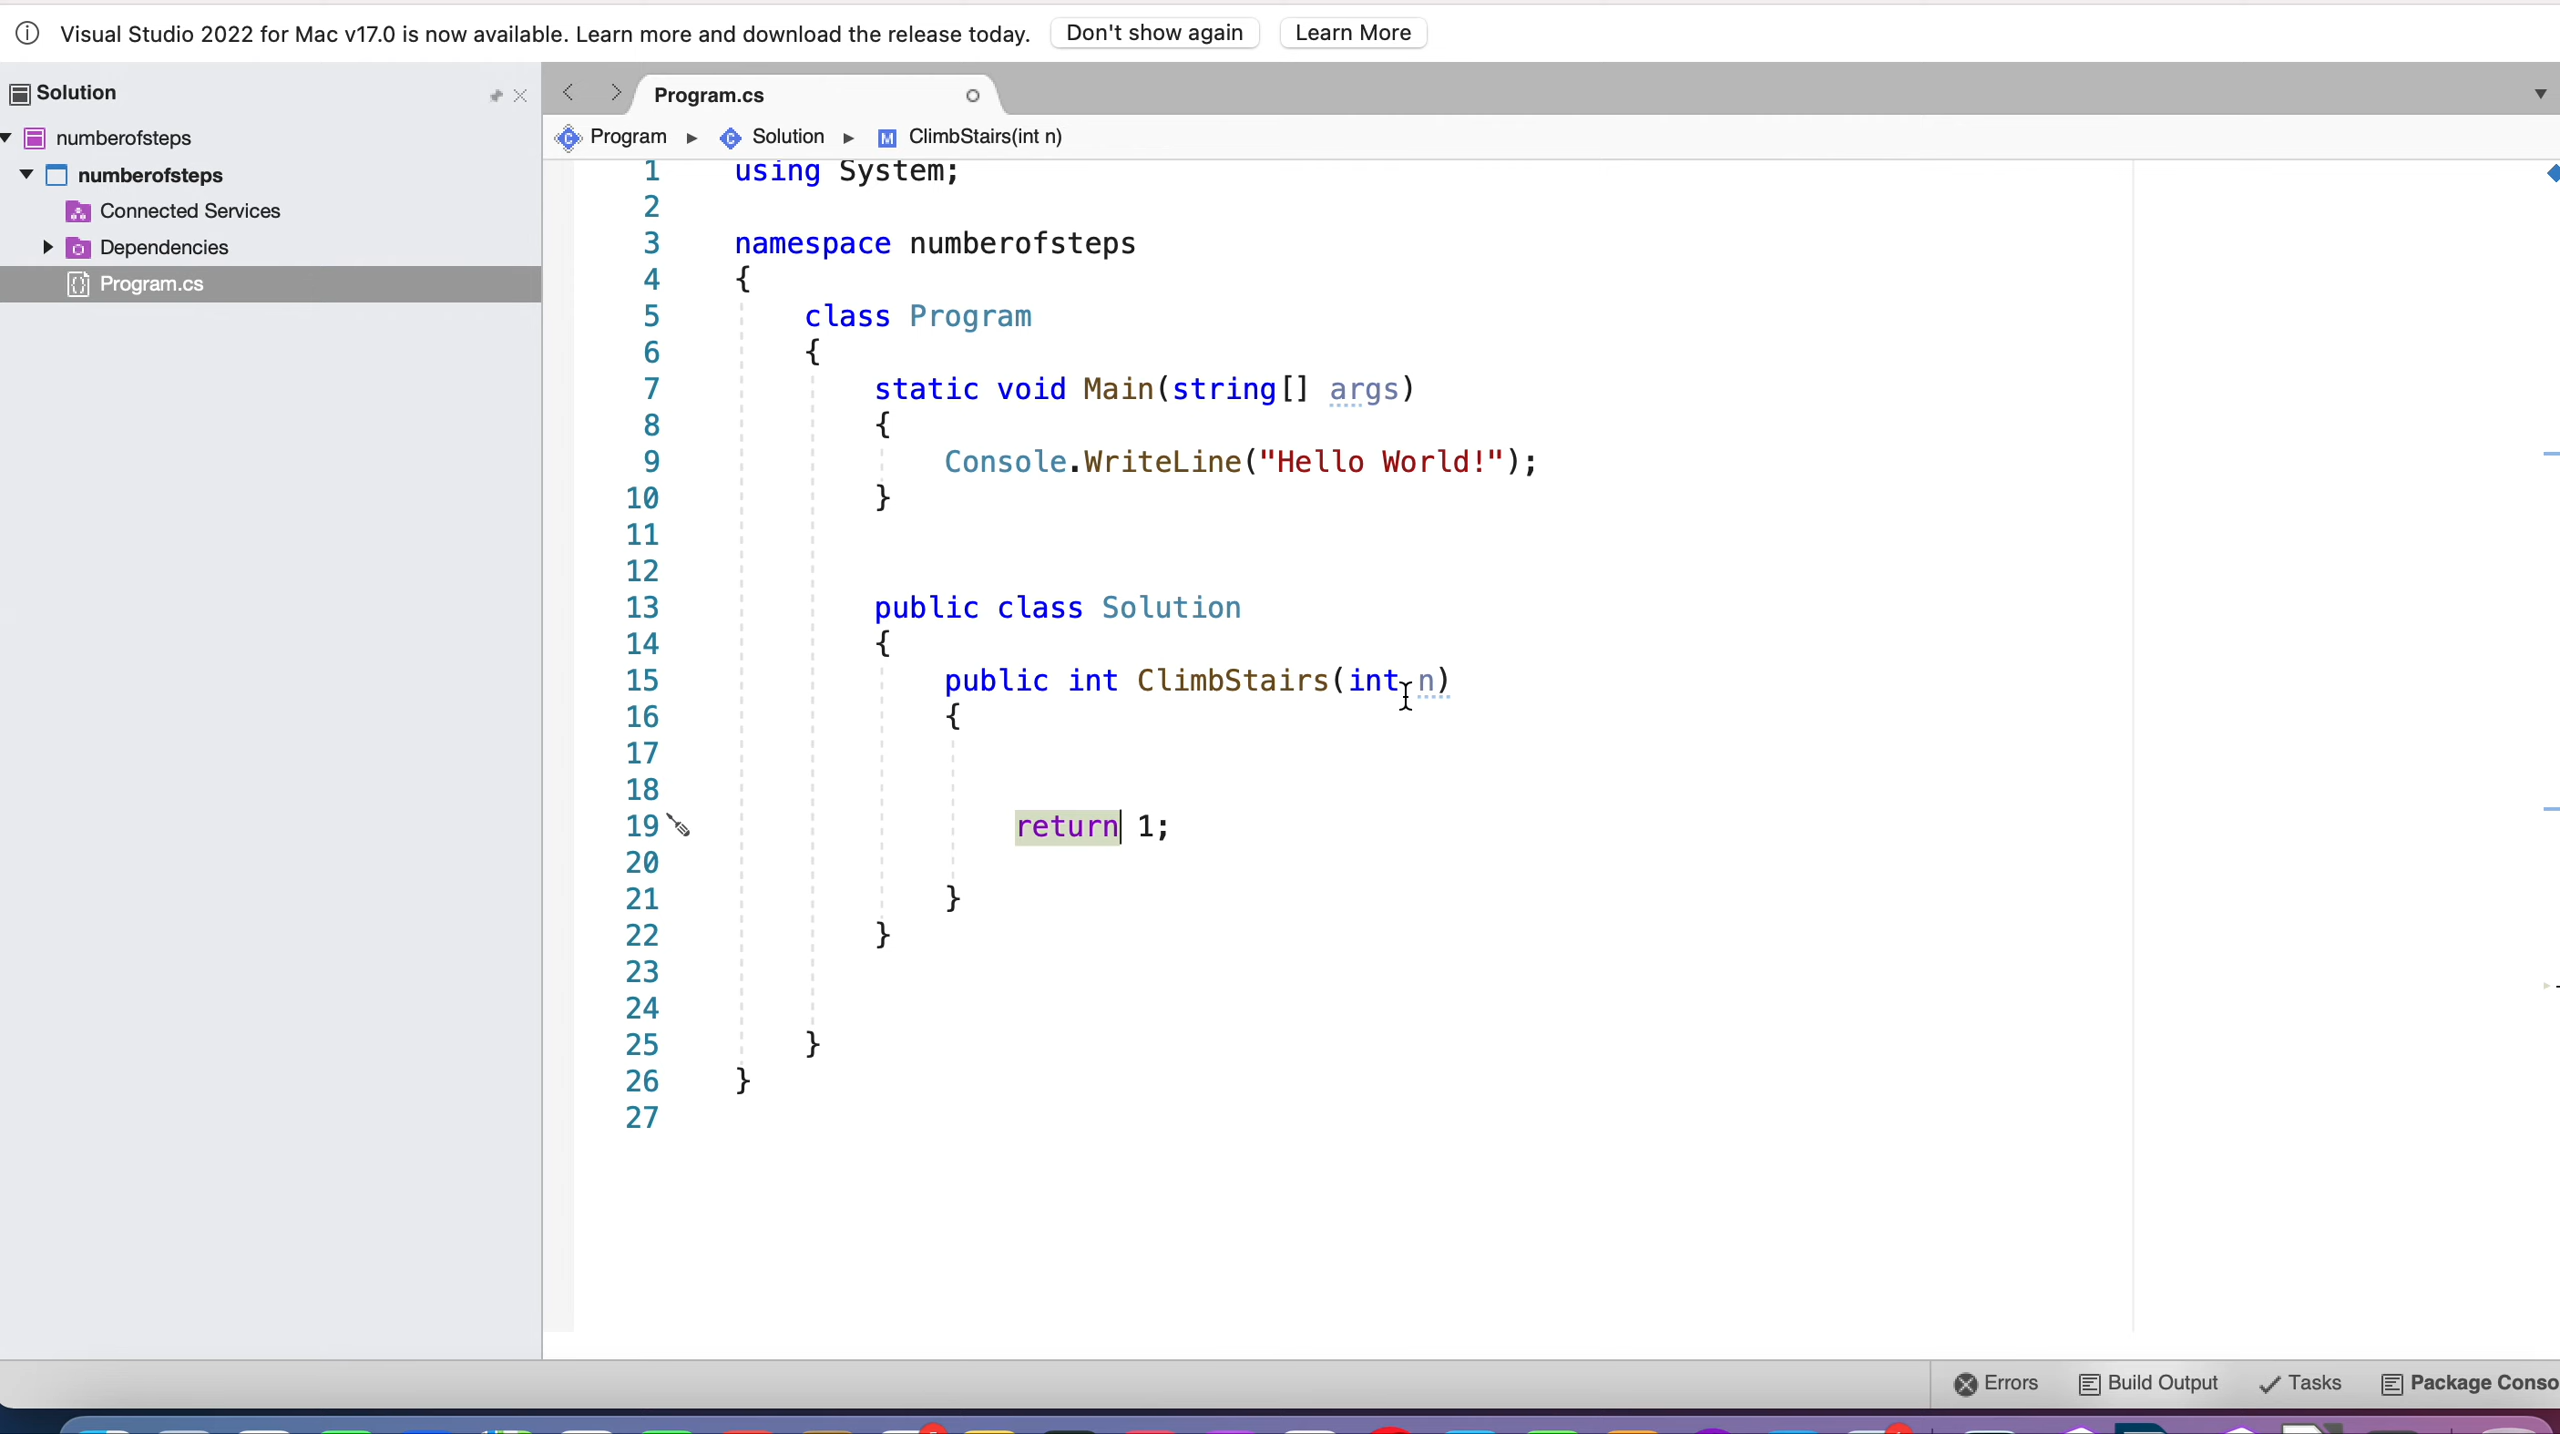 Visual Studio 2022 for Mac v17.0 is now available. Learn more and download the release today. Don't show again Learn More
Solution
numberofsteps
numberofsteps
Connected Services
Dependencies
Program.cs
Program.cs
Program Solution ClimbStairs(int n)
1 using System;
2
3 namespace numberofsteps
4 {
5 class Program
6 {
7 static void Main(string[] args)
8 {
9 Console.WriteLine("Hello World!");
10 }
11
12
13 public class Solution
14 {
15 public int ClimbStairs(int n)
16 {
17
18
19 return 1;
20
21 }
22 }
23
24
25 }
26 }
27
Errors Build Output Tasks Package Conso